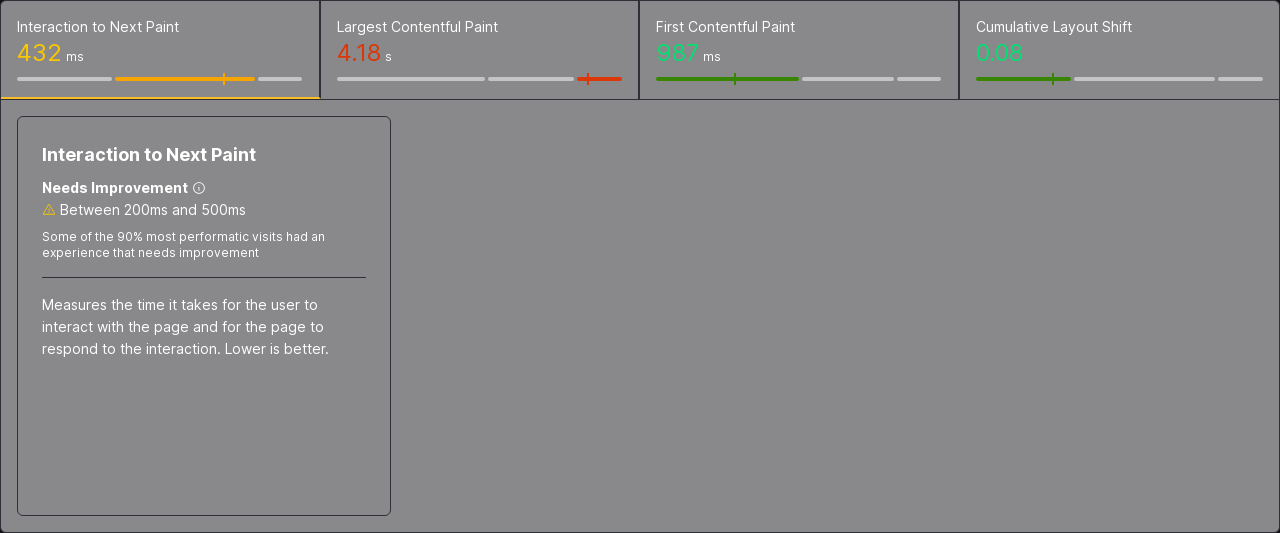 Interaction to Next Paint
432 ms
Largest Contentful Paint
4.18 s
First Contentful Paint
987 ms
Cumulative Layout Shift
0.08
Interaction to Next Paint
Needs Improvement
Between 200ms and 500ms
Some of the 90% most performatic visits had an
experience that needs improvement
Measures the time it takes for the user to
interact with the page and for the page to
respond to the interaction. Lower is better.